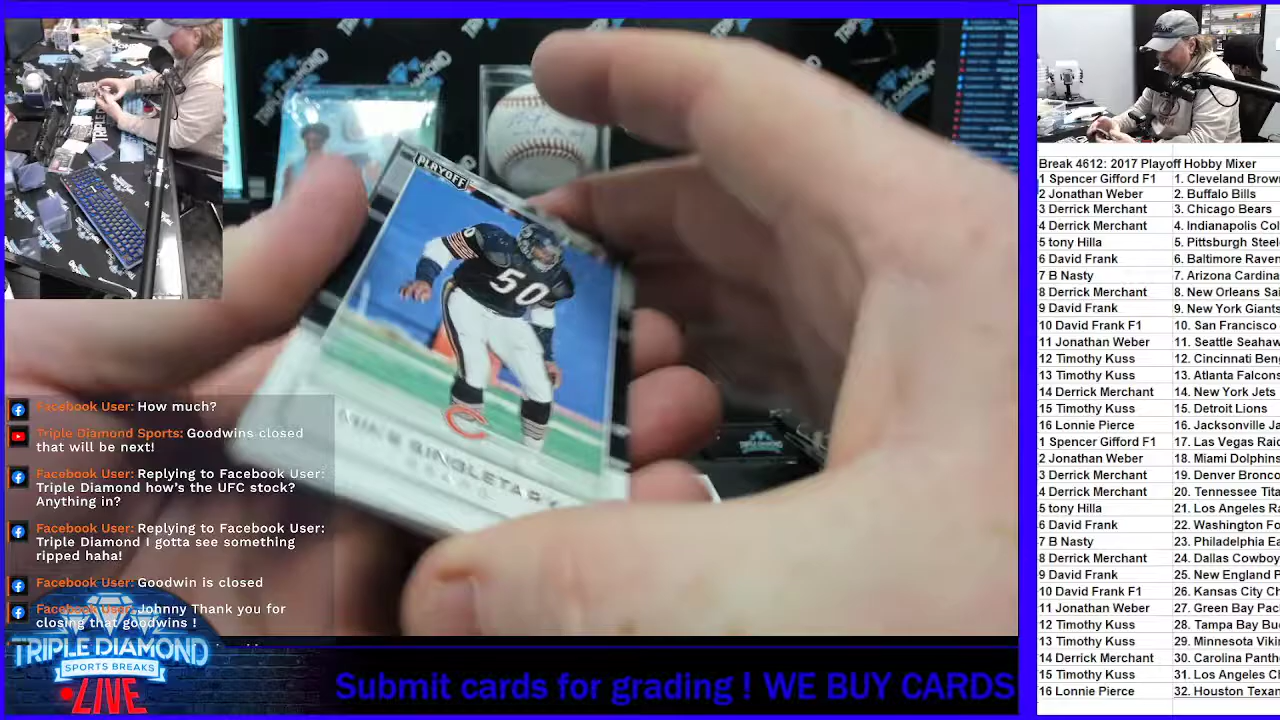 PLAYOFF
50
C
Facebook User: How much?
Triple Diamond Sports: Goodwins closed
that will be next!
Facebook User: Replying to Facebook User:
Triple Diamond how's the UFC stock?
Anything in?
Facebook User: Replying to Facebook User:
Triple Diamond I gotta see something
ripped haha!
Facebook User: Goodwin is closed
Facebook User: Johnny Thank you for
closing that goodwins !
TRIPLE DIAMOND
SPORTS BREAKS
LIVE
Submit cards for grading! WE BUY CARDS
Break 4612: 2017 Playoff Hobby Mixer
1 Spencer Gifford F1 1. Cleveland Brown
2 Jonathan Weber 2. Buffalo Bills
3 Derrick Merchant 3. Chicago Bears
4 Derrick Merchant 4. Indianapolis Col
5 tony Hilla 5. Pittsburgh Steel
6 David Frank 6. Baltimore Raven
7 B Nasty 7. Arizona Cardina
8 Derrick Merchant 8. New Orleans Sai
9 David Frank 9. New York Giants
10 David Frank F1 10. San Francisco
11 Jonathan Weber 11. Seattle Seahaw
12 Timothy Kuss 12. Cincinnati Ben
13 Timothy Kuss 13. Atlanta Falcons
14 Derrick Merchant 14. New York Jets
15 Timothy Kuss 15. Detroit Lions
16 Lonnie Pierce 16. Jacksonville Ja
1 Spencer Gifford F1 17. Las Vegas Raid
2 Jonathan Weber 18. Miami Dolphins
3 Derrick Merchant 19. Denver Bronco
4 Derrick Merchant 20. Tennessee Tita
5 tony Hilla 21. Los Angeles Ra
6 David Frank 22. Washington Fo
7 B Nasty 23. Philadelphia Ea
8 Derrick Merchant 24. Dallas Cowboy
9 David Frank 25. New England P
10 David Frank F1 26. Kansas City Ch
11 Jonathan Weber 27. Green Bay Pac
12 Timothy Kuss 28. Tampa Bay Buc
13 Timothy Kuss 29. Minnesota Viki
14 Derrick Merchant 30. Carolina Panth
15 Timothy Kuss 31. Los Angeles C
16 Lonnie Pierce 32. Houston Texan